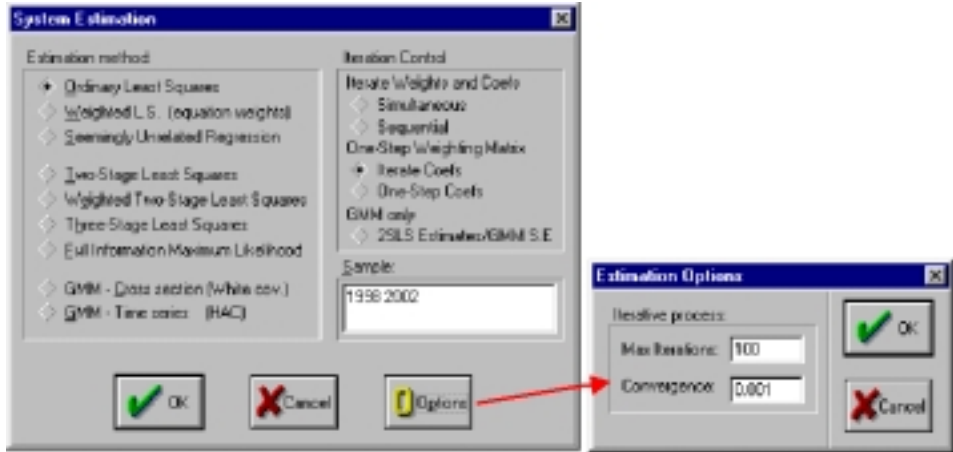 System Estimation
Estimation method
Ordinary Least Squares
Weighted L.S. (equation weights)
Seemingly Unrelated Regression
Two-Stage Least Squares
Weighted Two-Stage Least Squares
Three-Stage Least Squares
Full Information Maximum Likelihood
GMM - Cross section (White cov.)
GMM - Time series (HAC)
Iteration Control
Iterate Weights and Coefs
Simultaneous
Sequential
One-Step Weighting Matrix
Iterate Coefs
One-Step Coefs
GMM only
2SLS Estimates/GMM S.E
Sample:
1998 2002
OK
Cancel
Options
Estimation Options
Iterative process:
Max Iterations: 100
Convergence: 0.001
OK
Cancel